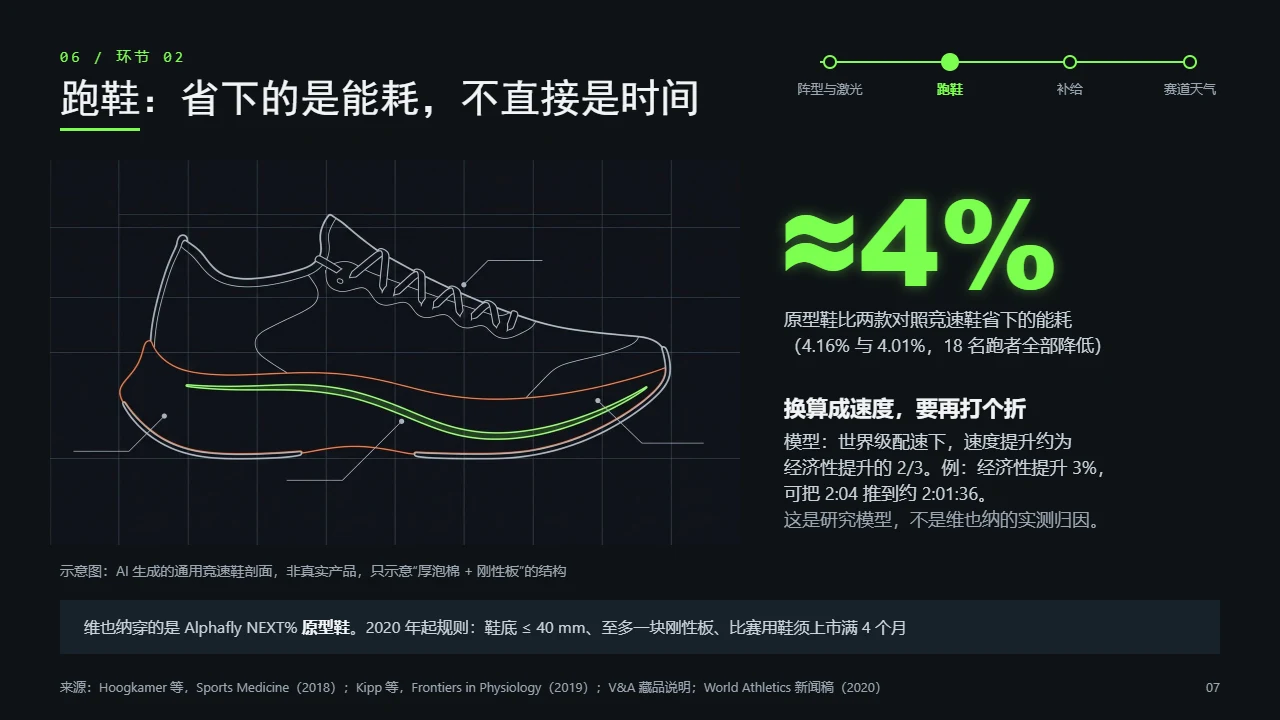 06 / 环节 02
跑鞋：省下的是能耗，不直接是时间
阵型与激光
跑鞋
补给
赛道天气
≈4%
原型鞋比两款对照竞速鞋省下的能耗
（4.16% 与 4.01%，18 名跑者全部降低）
换算成速度，要再打个折
模型：世界级配速下，速度提升约为
经济性提升的 2/3。例：经济性提升 3%，
可把 2:04 推到约 2:01:36。
这是研究模型，不是维也纳的实测归因。
示意图：AI 生成的通用竞速鞋剖面，非真实产品，只示意“厚泡棉 + 刚性板”的结构
维也纳穿的是 Alphafly NEXT% 原型鞋。2020 年起规则：鞋底 ≤ 40 mm、至多一块刚性板、比赛用鞋须上市满 4 个月
来源：Hoogkamer 等，Sports Medicine（2018）；Kipp 等，Frontiers in Physiology（2019）；V&A 藏品说明；World Athletics 新闻稿（2020）
07